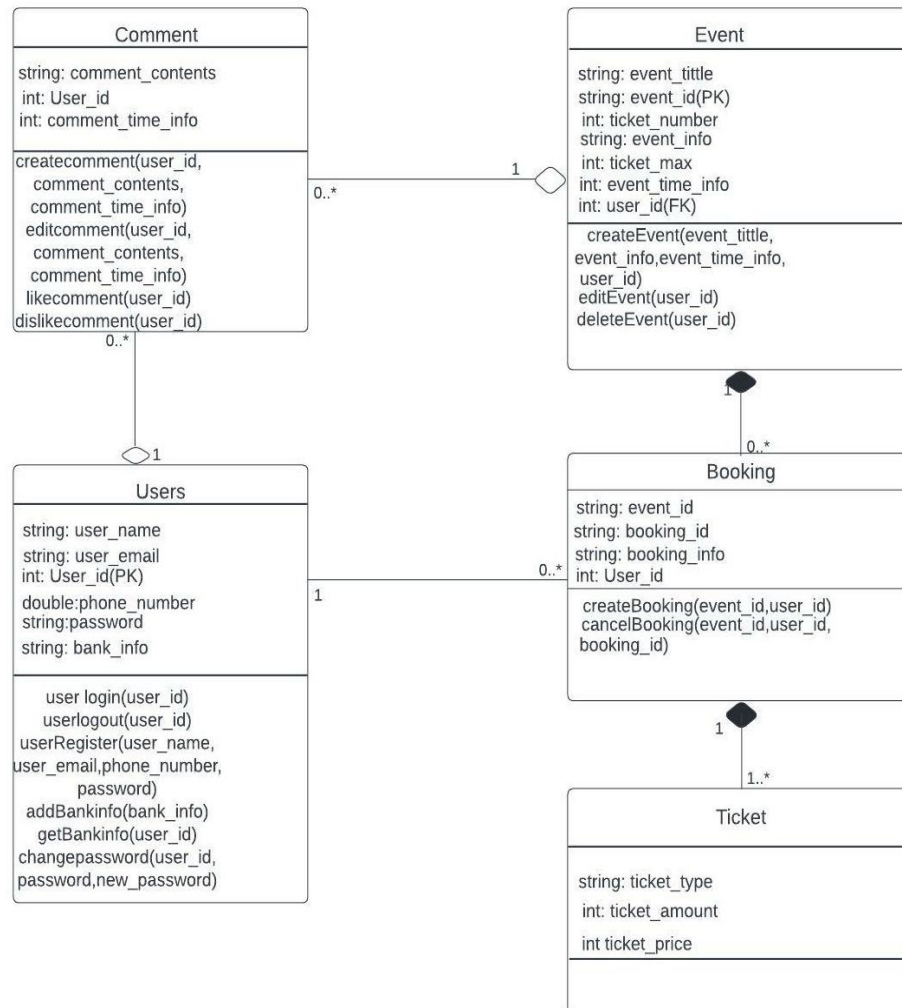 Comment
string: comment_contents
int: User_id
int: comment_time_info
createcomment(user_id,
comment_contents,
comment_time_info)
editcomment(user_id,
comment_contents,
comment_time_info)
likecomment(user_id)
dislikecomment(user_id)
0..*
1
Event
string: event_tittle
string: event_id(PK)
int: ticket_number
string: event_info
int: ticket_max
int: event_time_info
int: user_id(FK)
createEvent(event_tittle,
event_info,event_time_info,
user_id)
editEvent(user_id)
deleteEvent(user_id)
0..*
1
Users
string: user_name
string: user_email
int: User_id(PK)
double:phone_number
string:password
string: bank_info
user login(user_id)
userlogout(user_id)
userRegister(user_name,
user_email,phone_number,
password)
addBankinfo(bank_info)
getBankinfo(user_id)
changepassword(user_id,
password,new_password)
1
0..*
1
0..*
Booking
string: event_id
string: booking_id
string: booking_info
int: User_id
createBooking(event_id,user_id)
cancelBooking(event_id,user_id,
booking_id)
1
1..*
Ticket
string: ticket_type
int: ticket_amount
int ticket_price